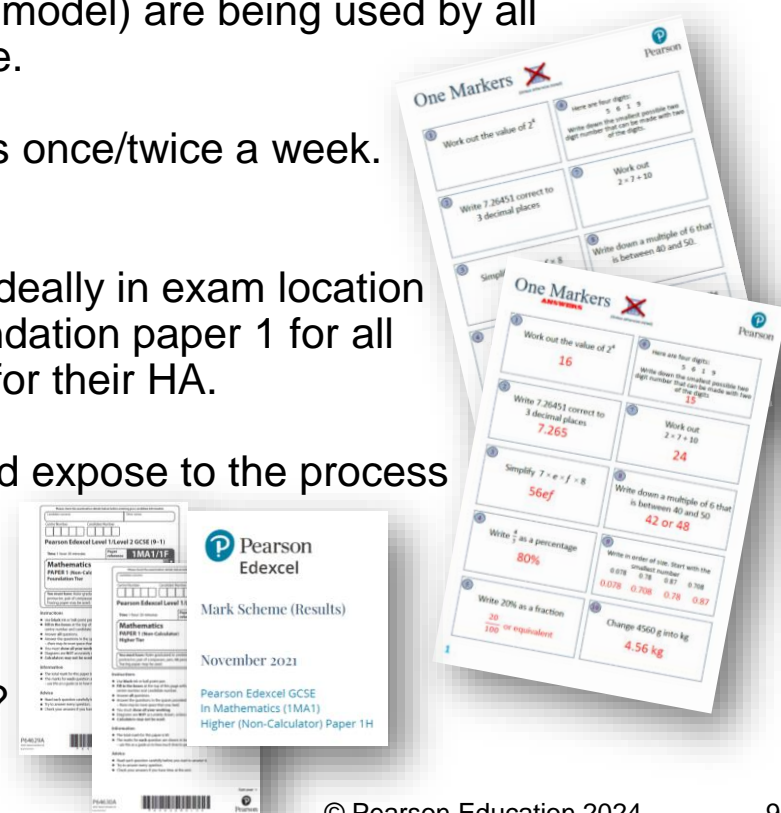 model) are being used by all
e.
s once/twice a week.
deally in exam location
ndation paper 1 for all
for their HA.
d expose to the process
?
Pearson
One Markers
Work out the value of 2⁴
Here are four digits:
5 6 1 9
Write down the smallest possible two
digit number that can be made with two
of the digits.
Write 7.26451 correct to
3 decimal places
Work out
2 × 7 + 10
Write down a multiple of 6 that
is between 40 and 50.
Pearson
One Markers
ANSWERS
Work out the value of 2⁴
16
Here are four digits:
5 6 1 9
Write down the smallest possible two
digit number that can be made with two
of the digits
15
Write 7.26451 correct to
3 decimal places
7.265
Work out
2 × 7 + 10
24
Simplify 7 × e × f × 8
56ef
Write down a multiple of 6 that
is between 40 and 50
42 or 48
Write 4/5 as a percentage
80%
Write in order of size. Start with the
smallest number
0.078 0.78 0.87 0.708
0.078 0.708 0.78 0.87
Write 20% as a fraction
20/100 or equivalent
Change 4560 g into kg
4.56 kg
1
Pearson Edexcel Level 1/Level 2 GCSE (9–1)
1MA1/1F
Mathematics
PAPER 1 (Non-Calc
Foundation Tier
Pearson Edexcel Level 1/
Mathematics
PAPER 1 (Non-Calculator)
Higher Tier
Pearson
Edexcel
Mark Scheme (Results)
November 2021
Pearson Edexcel GCSE
In Mathematics (1MA1)
Higher (Non-Calculator) Paper 1H
P64629A
P64630A
Pearson
© Pearson Education 2024
9